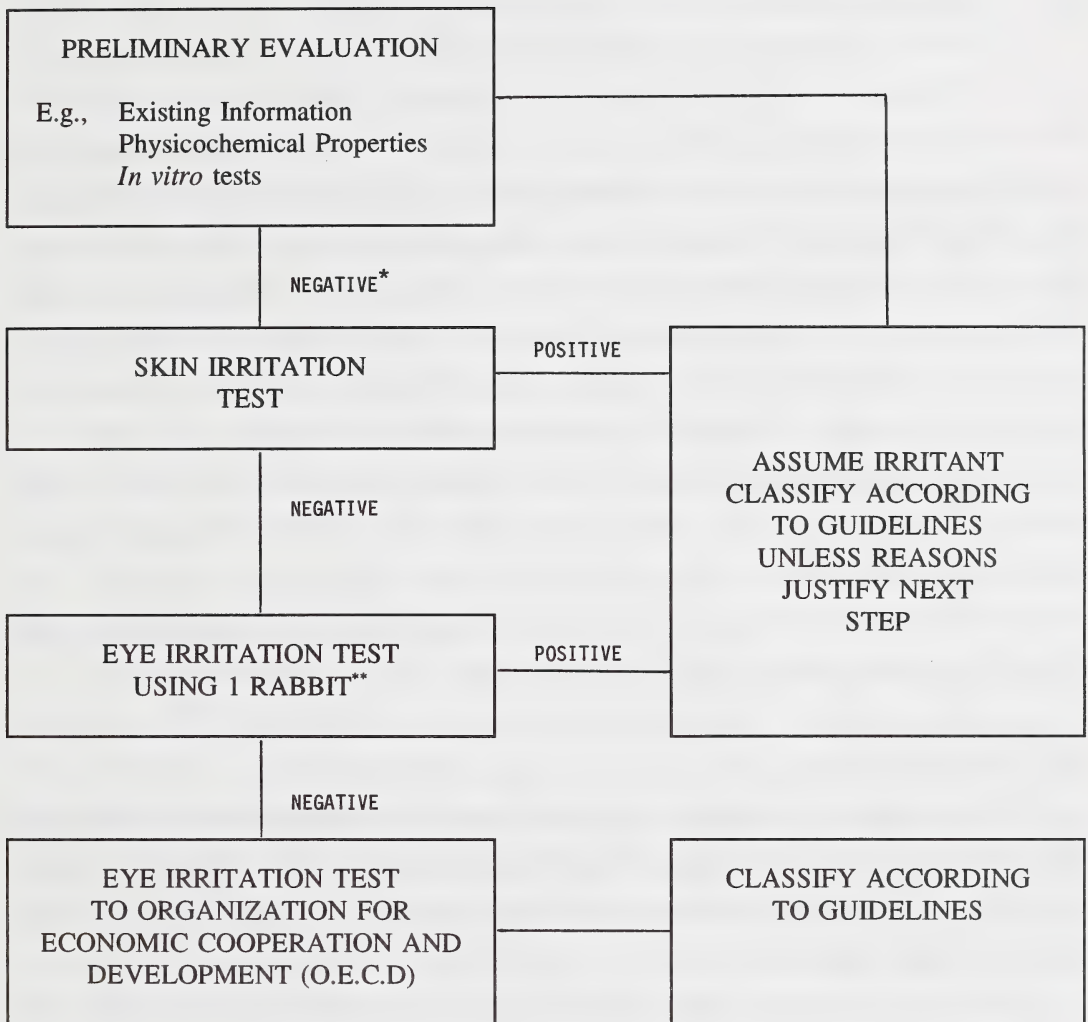 PRELIMINARY EVALUATION
E.g., Existing Information
Physicochemical Properties
In vitro tests
NEGATIVE*
SKIN IRRITATION
TEST
POSITIVE
ASSUME IRRITANT
CLASSIFY ACCORDING
TO GUIDELINES
UNLESS REASONS
JUSTIFY NEXT
STEP
NEGATIVE
EYE IRRITATION TEST
USING 1 RABBIT**
POSITIVE
NEGATIVE
EYE IRRITATION TEST
TO ORGANIZATION FOR
ECONOMIC COOPERATION AND
DEVELOPMENT (O.E.C.D)
CLASSIFY ACCORDING
TO GUIDELINES